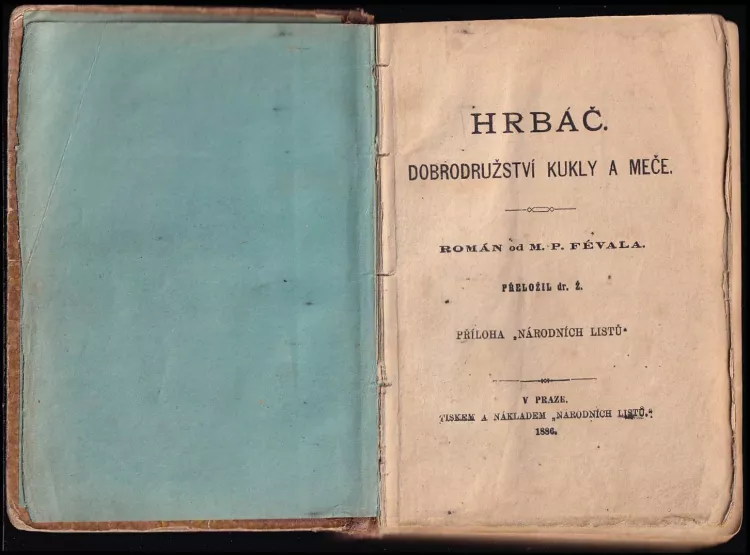 HRBÁČ.
DOBRODRUŽSTVÍ KUKLY A MEČE.
ROMÁN od M. P. FÉVALA.
PŘELOŽIL dr. Ž.
PŘÍLOHA „NÁRODNÍCH LISTŮ“
V PRAZE.
TISKEM A NÁKLADEM „NÁRODNÍCH LISTŮ.“
1886.